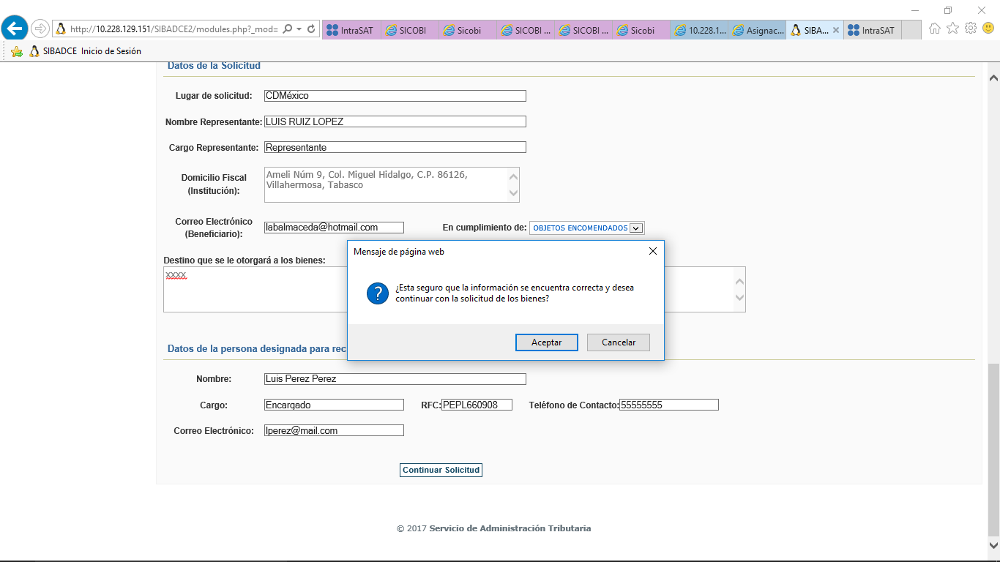 http://10.228.129.151/SIBADCE2/modules.php?_mod=
IntraSAT
SICOBI
Sicobi
SICOBI ...
SICOBI ...
Sicobi
10.228.1...
Asignac...
SIBA...
IntraSAT
SIBADCE Inicio de Sesión
Datos de la Solicitud
Lugar de solicitud: CDMéxico
Nombre Representante: LUIS RUIZ LOPEZ
Cargo Representante: Representante
Domicilio Fiscal (Institución):
Ameli Núm 9, Col. Miguel Hidalgo, C.P. 86126,
Villahermosa, Tabasco
Correo Electrónico (Beneficiario): labalmaceda@hotmail.com En cumplimiento de: OBJETOS ENCOMENDADOS
Destino que se le otorgará a los bienes:
xxxx
Mensaje de página web
¿Esta seguro que la información se encuentra correcta y desea
continuar con la solicitud de los bienes?
Aceptar Cancelar
Datos de la persona designada para rec
Nombre: Luis Perez Perez
Cargo: Encargado RFC: PEPL660908 Teléfono de Contacto: 55555555
Correo Electrónico: lperez@mail.com
Continuar Solicitud
© 2017 Servicio de Administración Tributaria